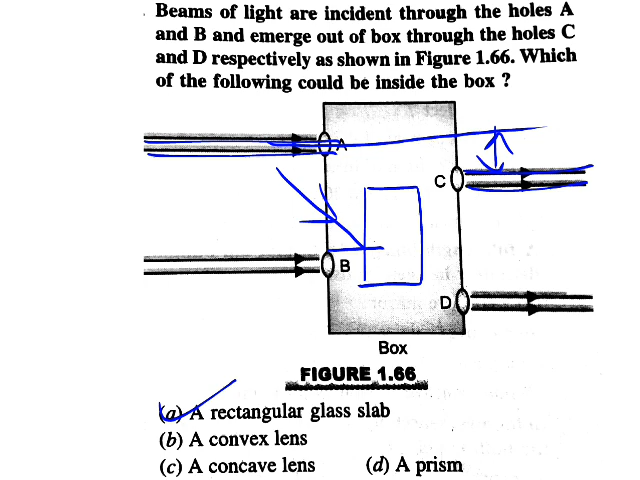 Beams of light are incident through the holes A
and B and emerge out of box through the holes C
and D respectively as shown in Figure 1.66. Which
of the following could be inside the box ?
A
C
B
D
Box
FIGURE 1.66
(a) A rectangular glass slab
(b) A convex lens
(c) A concave lens (d) A prism